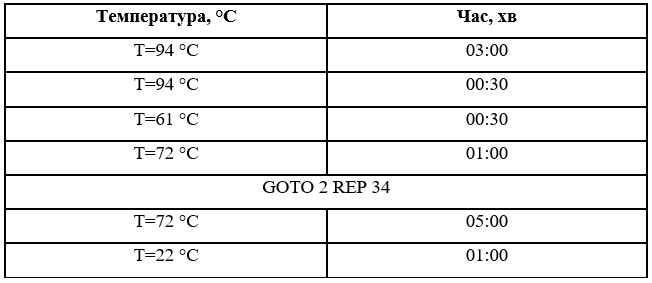 Температура, °С Час, хв
Т=94 °С 03:00
Т=94 °С 00:30
Т=61 °С 00:30
Т=72 °С 01:00
GOTO 2 REP 34
Т=72 °С 05:00
Т=22 °С 01:00